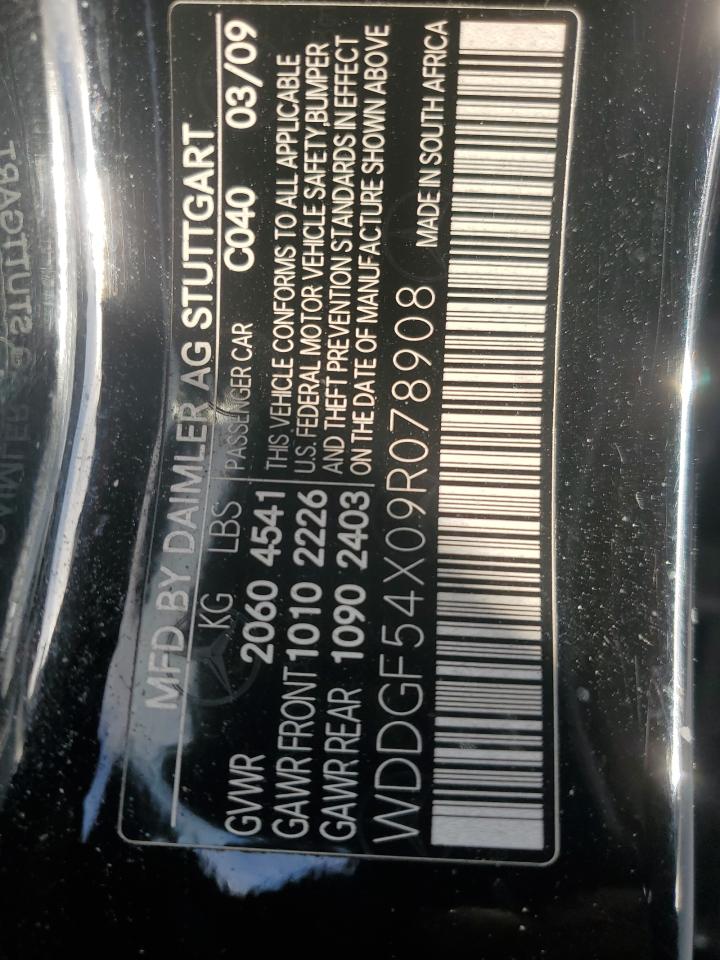 MFD BY DAIMLER AG STUTTGART
KG LBS PASSENGER CAR C040 03/09
GVWR 2060 4541 THIS VEHICLE CONFORMS TO ALL APPLICABLE
GAWR FRONT 1010 2226 U.S. FEDERAL MOTOR VEHICLE SAFETY,BUMPER
GAWR REAR 1090 2403 AND THEFT PREVENTION STANDARDS IN EFFECT
ON THE DATE OF MANUFACTURE SHOWN ABOVE
WDDGF54X09R078908 MADE IN SOUTH AFRICA